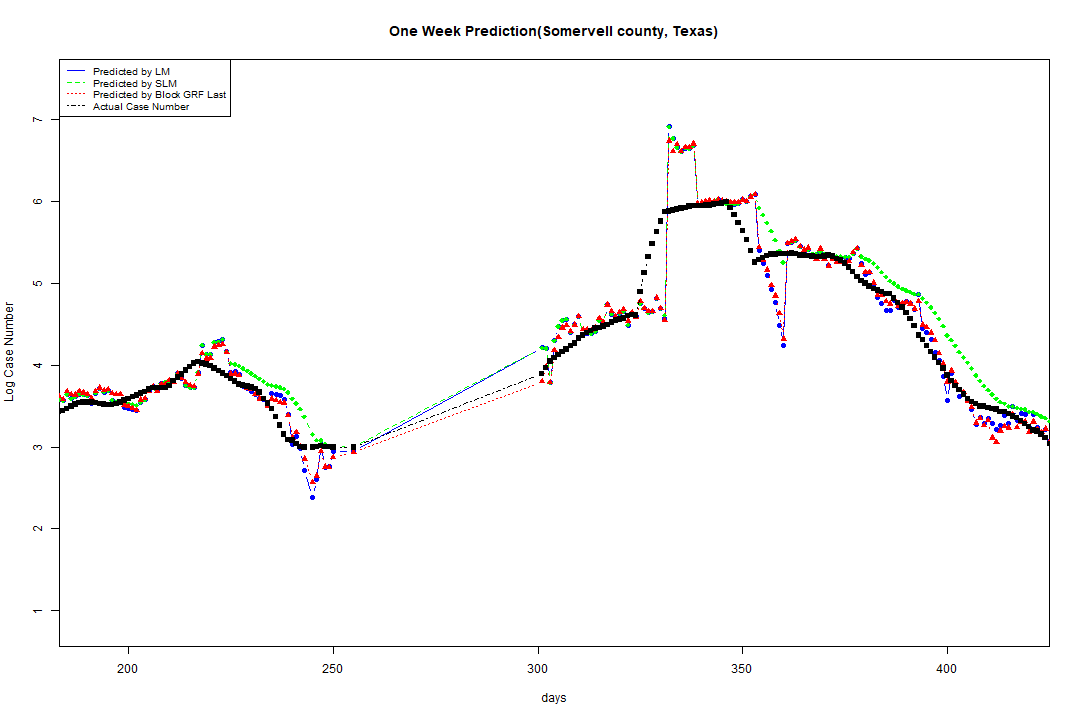 One Week Prediction(Somervell county, Texas)
Predicted by LM
Predicted by SLM
Predicted by Block GRF Last
Actual Case Number
7
6
5
4
3
2
1
Log Case Number
200 250 300 350 400
days